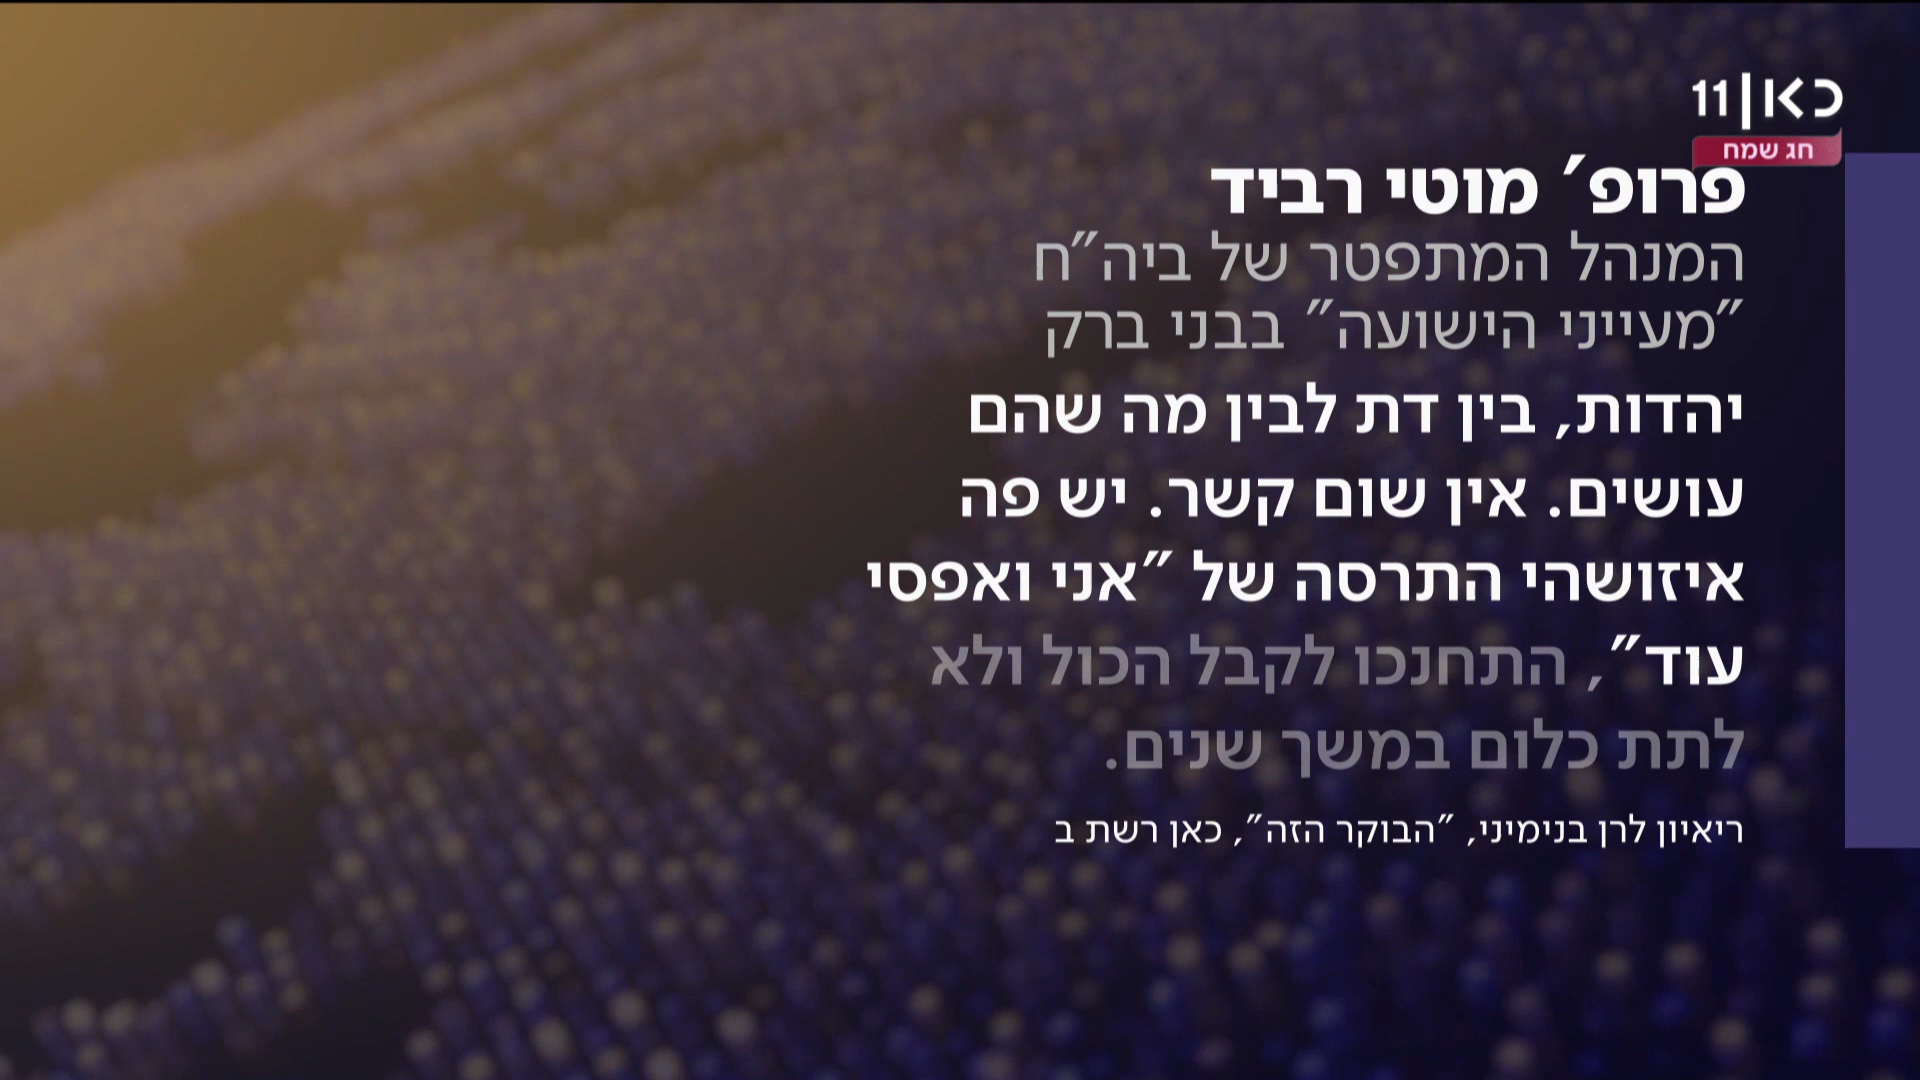 כאן|11
חג שמח
פרופ' מוטי רביד
המנהל המתפטר של ביה"ח
"מעייני הישועה" בבני ברק
יהדות, בין דת לבין מה שהם
עושים. אין שום קשר. יש פה
איזושהי התרסה של "אני ואפסי
עוד", התחנכו לקבל הכול ולא
לתת כלום במשך שנים.
ריאיון לרן בנימיני, "הבוקר הזה", כאן רשת ב